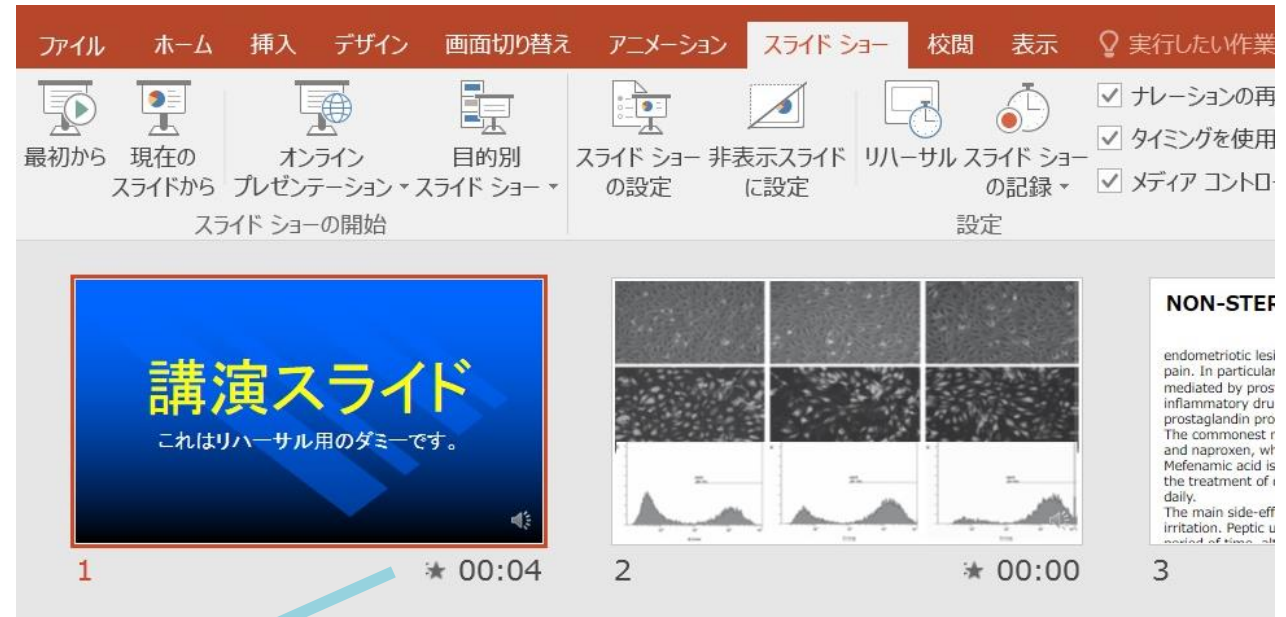 ファイル ホーム 挿入 デザイン 画面切り替え アニメーション スライド ショー 校閲 表示 実行したい作業
最初から 現在の スライドから オンライン プレゼンテーション 目的別 スライド ショー スライド ショー の設定 非表示スライド に設定 リハーサル スライド ショー の記録
ナレーションの再
タイミングを使用
メディア コントロ
スライド ショーの開始 設定
講演スライド
これはリハーサル用のダミーです。
1 00:04
2 00:00
NON-STER
endometriotic lesi
pain. In particular
mediated by pros
inflammatory dru
prostaglandin pro
The commonest r
and naproxen, wh
Mefenamic acid is
the treatment of
daily.
The main side-eff
irritation. Peptic u
3